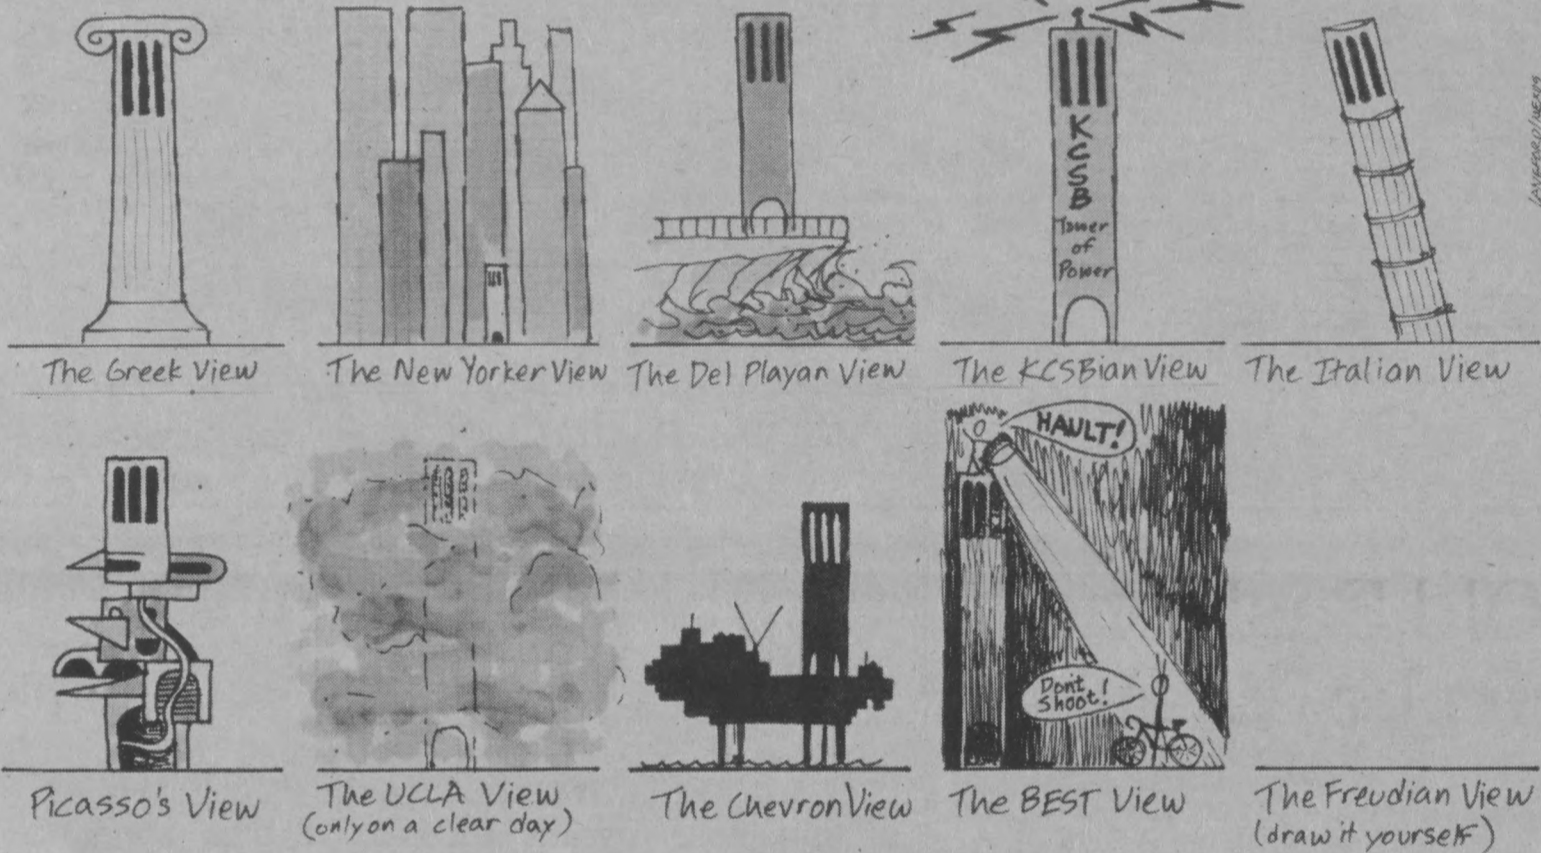 K
C
S
B
Tower
of
Power
The Greek View
The New Yorker View
The Del Playan View
The KCSBian View
The Italian View
HAULT!
Don't
Shoot!
Picasso's View
The UCLA View
(only on a clear day)
The Chevron View
The BEST View
The Freudian View
(draw it yourself)